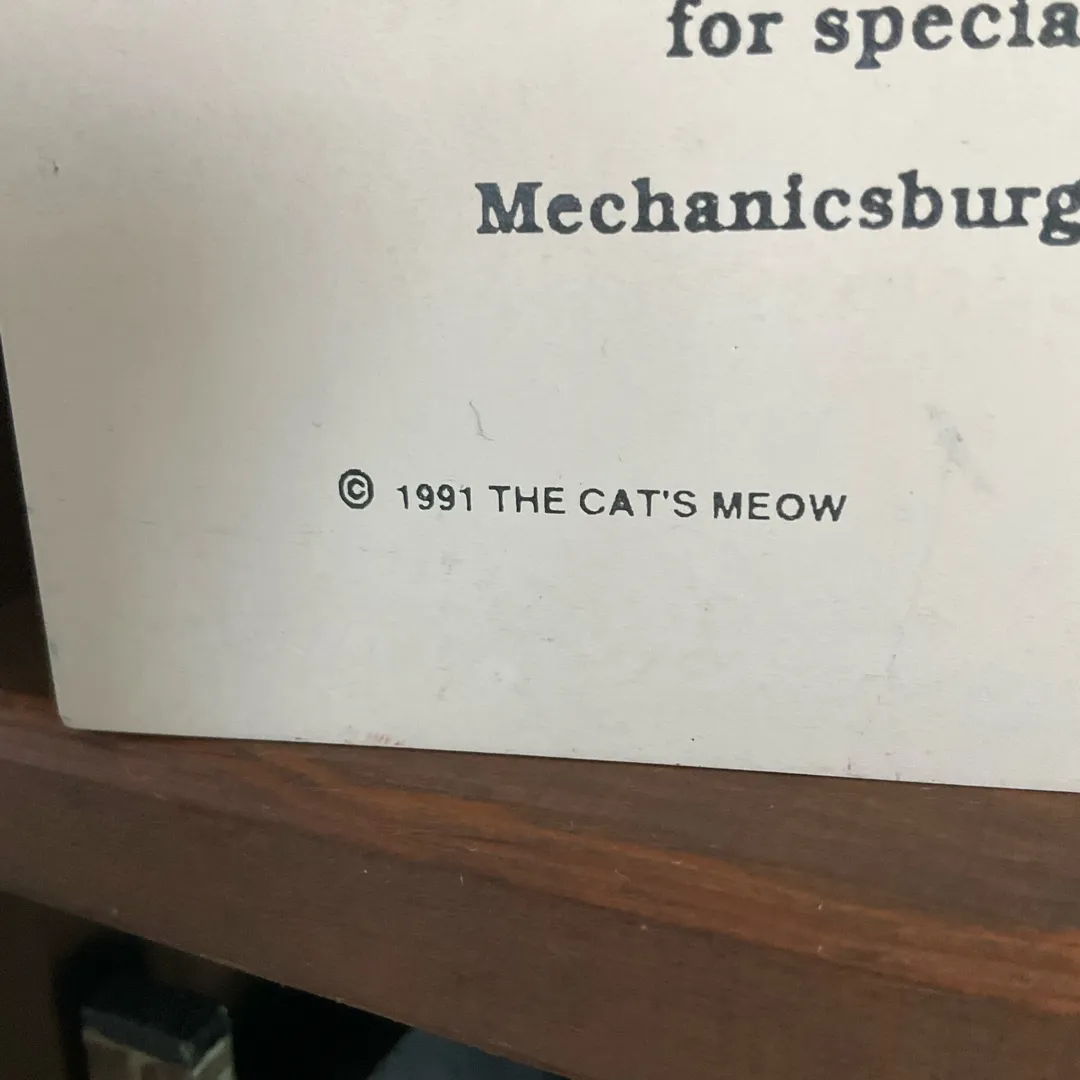 for specia
Mechanicsburg
© 1991 THE CAT'S MEOW